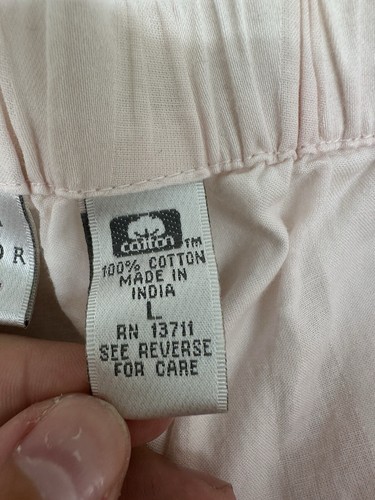 cotton TM
100% COTTON
MADE IN
INDIA
L
RN 13711
SEE REVERSE
FOR CARE
R